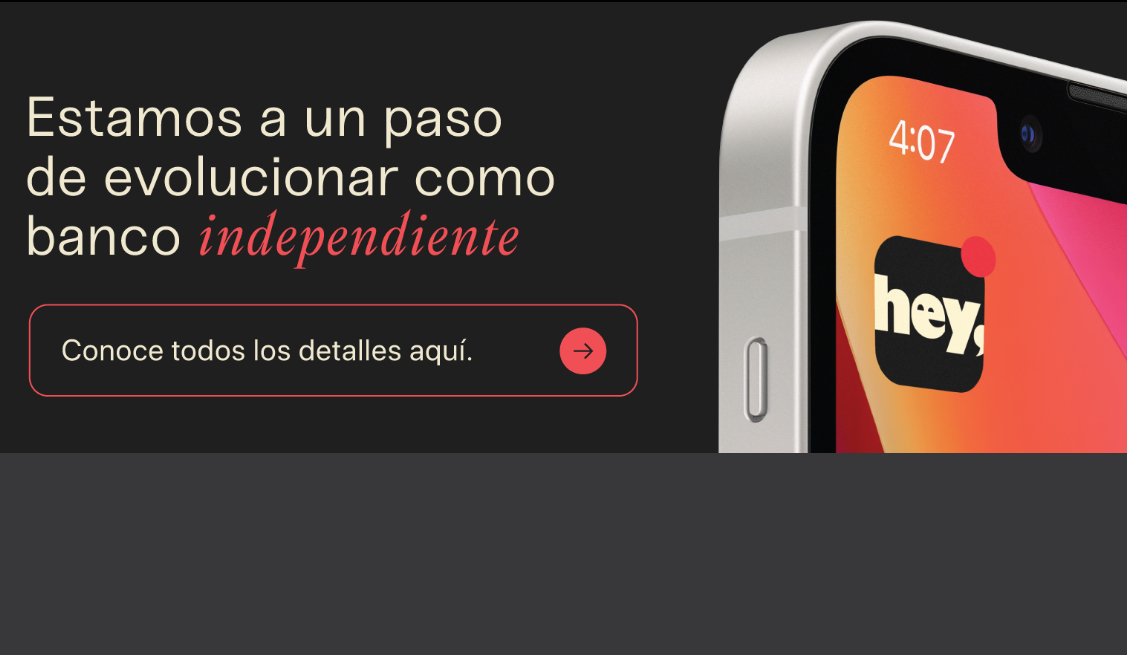 Estamos a un paso
de evolucionar como
banco independiente
Conoce todos los detalles aquí.
4:07
hey,